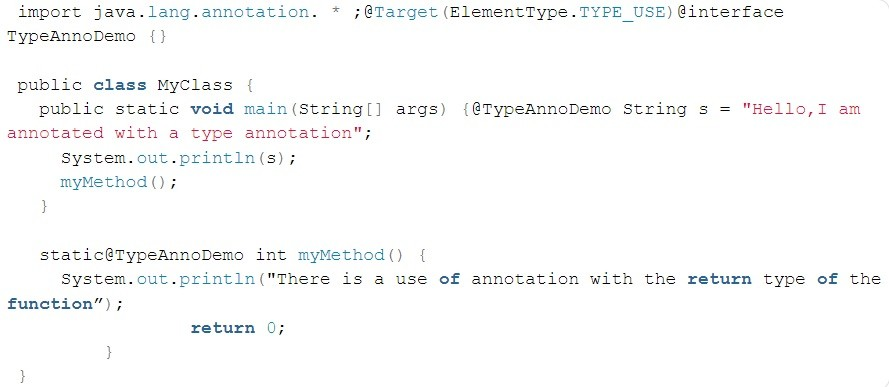 import java.lang.annotation. * ;@Target(ElementType.TYPE_USE)@interface
TypeAnnoDemo {}
public class MyClass {
public static void main(String[] args) {@TypeAnnoDemo String s = "Hello,I am
annotated with a type annotation";
System.out.println(s);
myMethod();
}
static@TypeAnnoDemo int myMethod() {
System.out.println("There is a use of annotation with the return type of the
function”);
return 0;
}
}